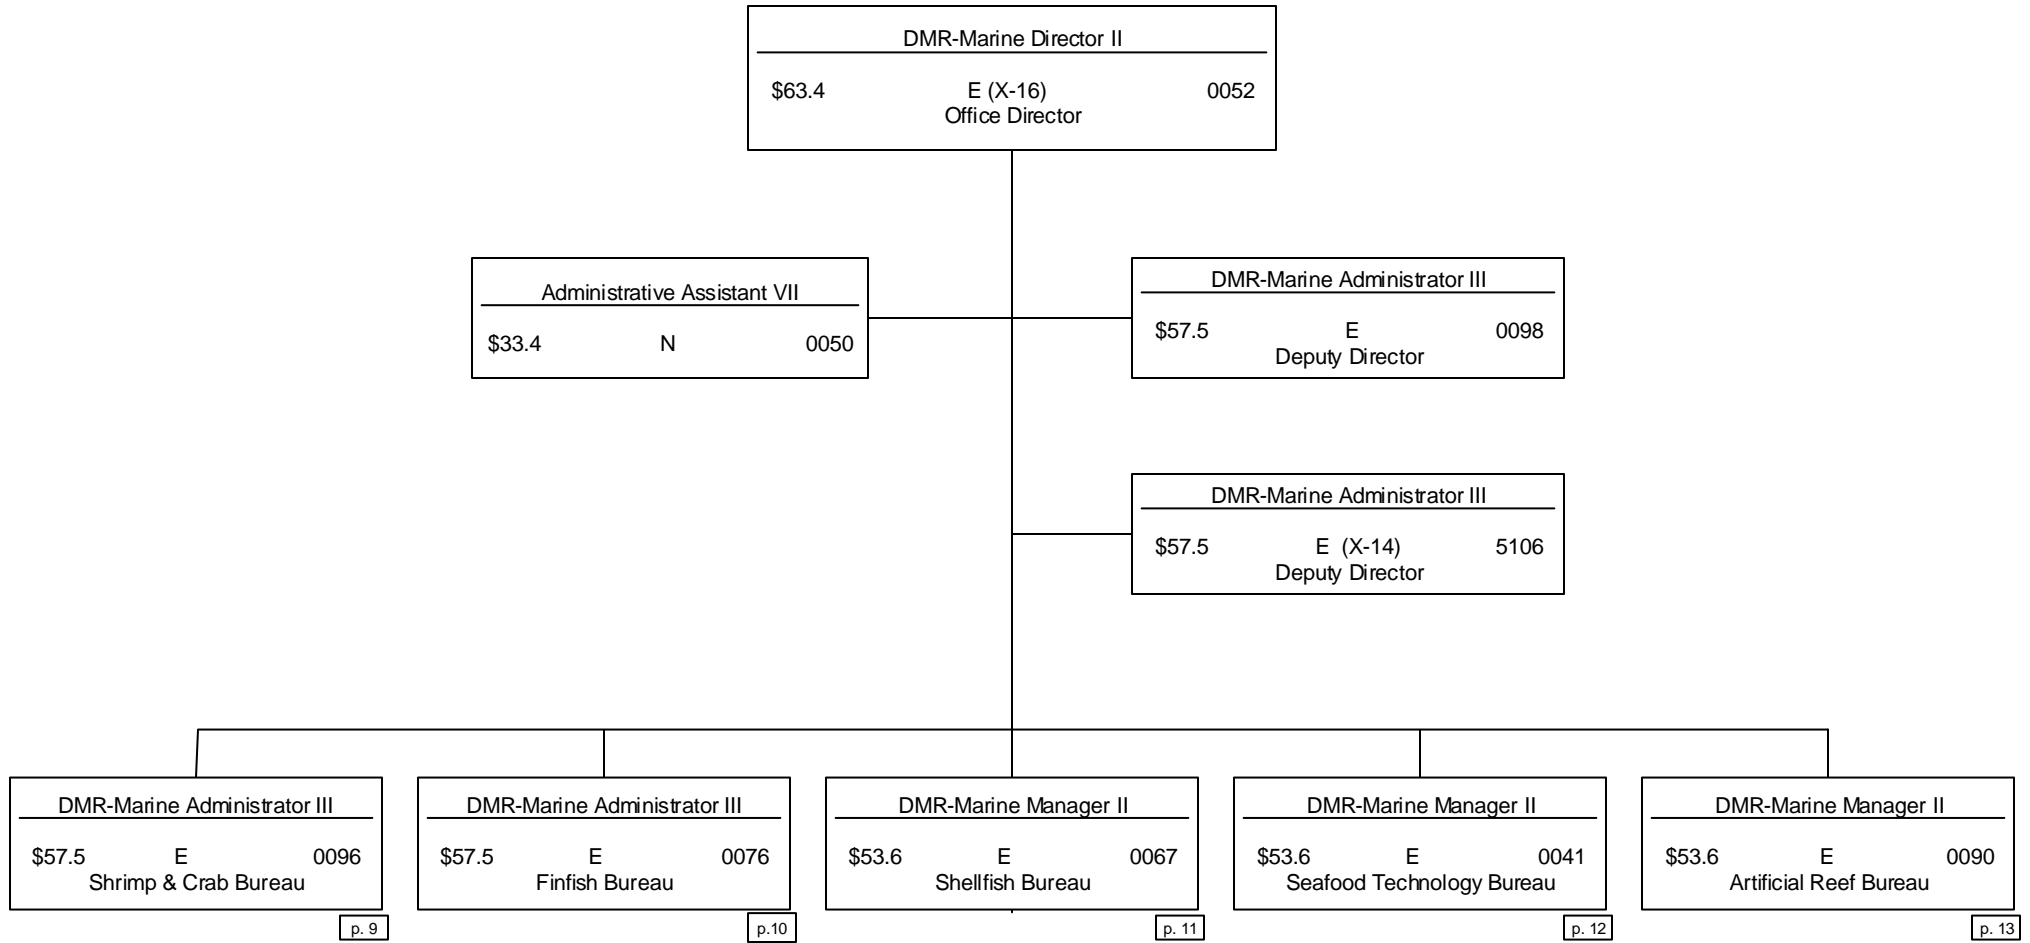 DMR-Marine Director II
$63.4 E (X-16) 0052
Office Director
Administrative Assistant VII
$33.4 N 0050
DMR-Marine Administrator III
$57.5 E 0098
Deputy Director
DMR-Marine Administrator III
$57.5 E (X-14) 5106
Deputy Director
DMR-Marine Administrator III
$57.5 E 0096
Shrimp & Crab Bureau
p. 9
DMR-Marine Administrator III
$57.5 E 0076
Finfish Bureau
p.10
DMR-Marine Manager II
$53.6 E 0067
Shellfish Bureau
p. 11
DMR-Marine Manager II
$53.6 E 0041
Seafood Technology Bureau
p. 12
DMR-Marine Manager II
$53.6 E 0090
Artificial Reef Bureau
p. 13